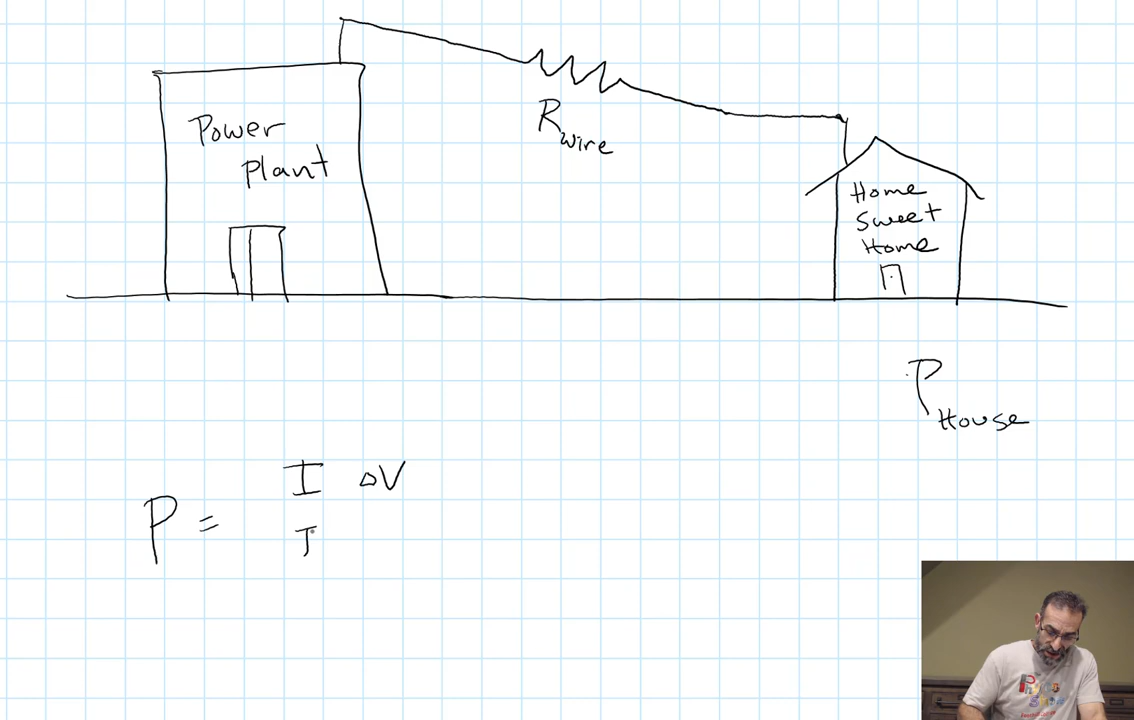 Power
Plant
R wire
Home
Sweet
Home
P House
I ΔV
P =
I